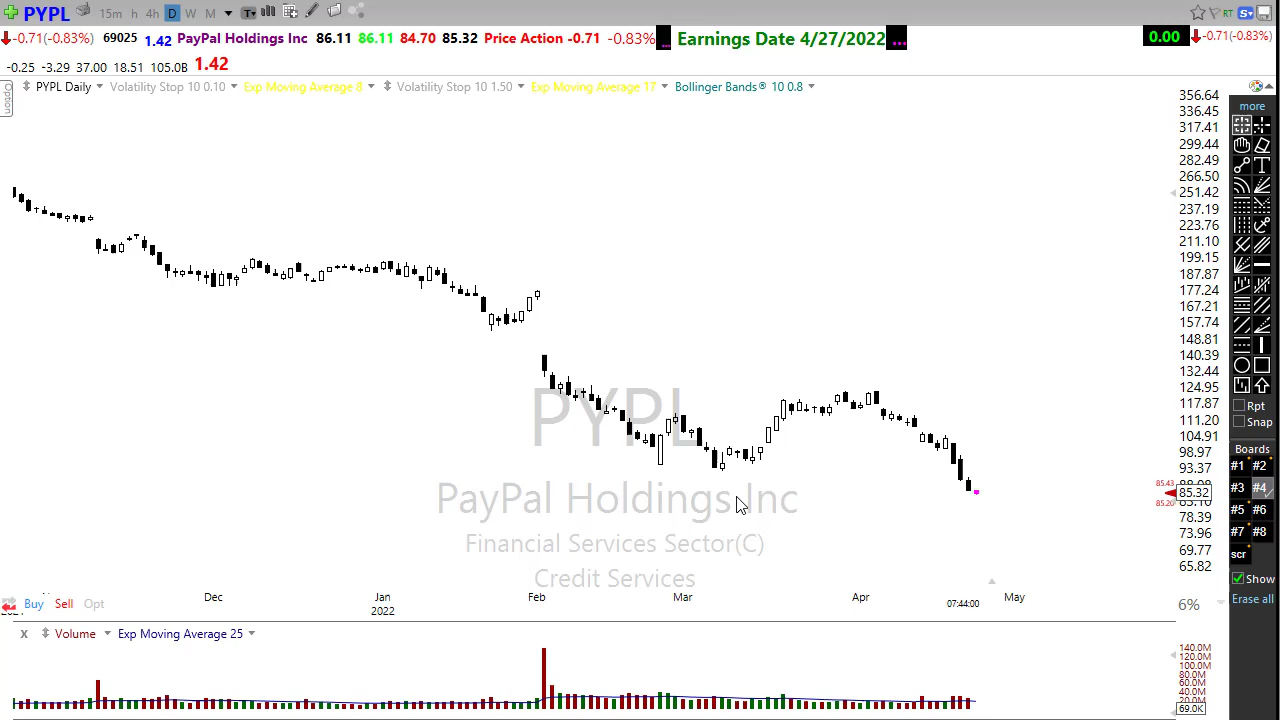 PYPL 15m h 4h D W M T RT S
-0.71(-0.83%) 69025 1.42 PayPal Holdings Inc 86.11 86.11 84.70 85.32 Price Action -0.71 -0.83% ... Earnings Date 4/27/2022 ... 0.00 -0.71(-0.83%)
-0.25 -3.29 37.00 18.51 105.0B 1.42
Option
PYPL Daily Volatility Stop 10 0.10 Exp Moving Average 8 Volatility Stop 10 1.50 Exp Moving Average 17 Bollinger Bands® 10 0.8
356.64
336.45
317.41
299.44
282.49
266.50
251.42
237.19
223.76
211.10
199.15
187.87
177.24
167.21
157.74
148.81
140.39
132.44
124.95
117.87
111.20
104.91
98.97
93.37
85.43
85.32
85.20
78.39
73.96
69.77
65.82
PYPL
PayPal Holdings Inc
Financial Services Sector(C)
Credit Services
Dec Jan Feb Mar Apr May
2022
07:44:00
Buy Sell Opt
6%
X Volume Exp Moving Average 25
140.0M
120.0M
100.0M
80.0M
60.0M
40.0M
20.0M
69.0K
more
T
Rpt
Snap
Boards
#1 #2
#3 #4
#5 #6
#7 #8
scr
Show
Erase all